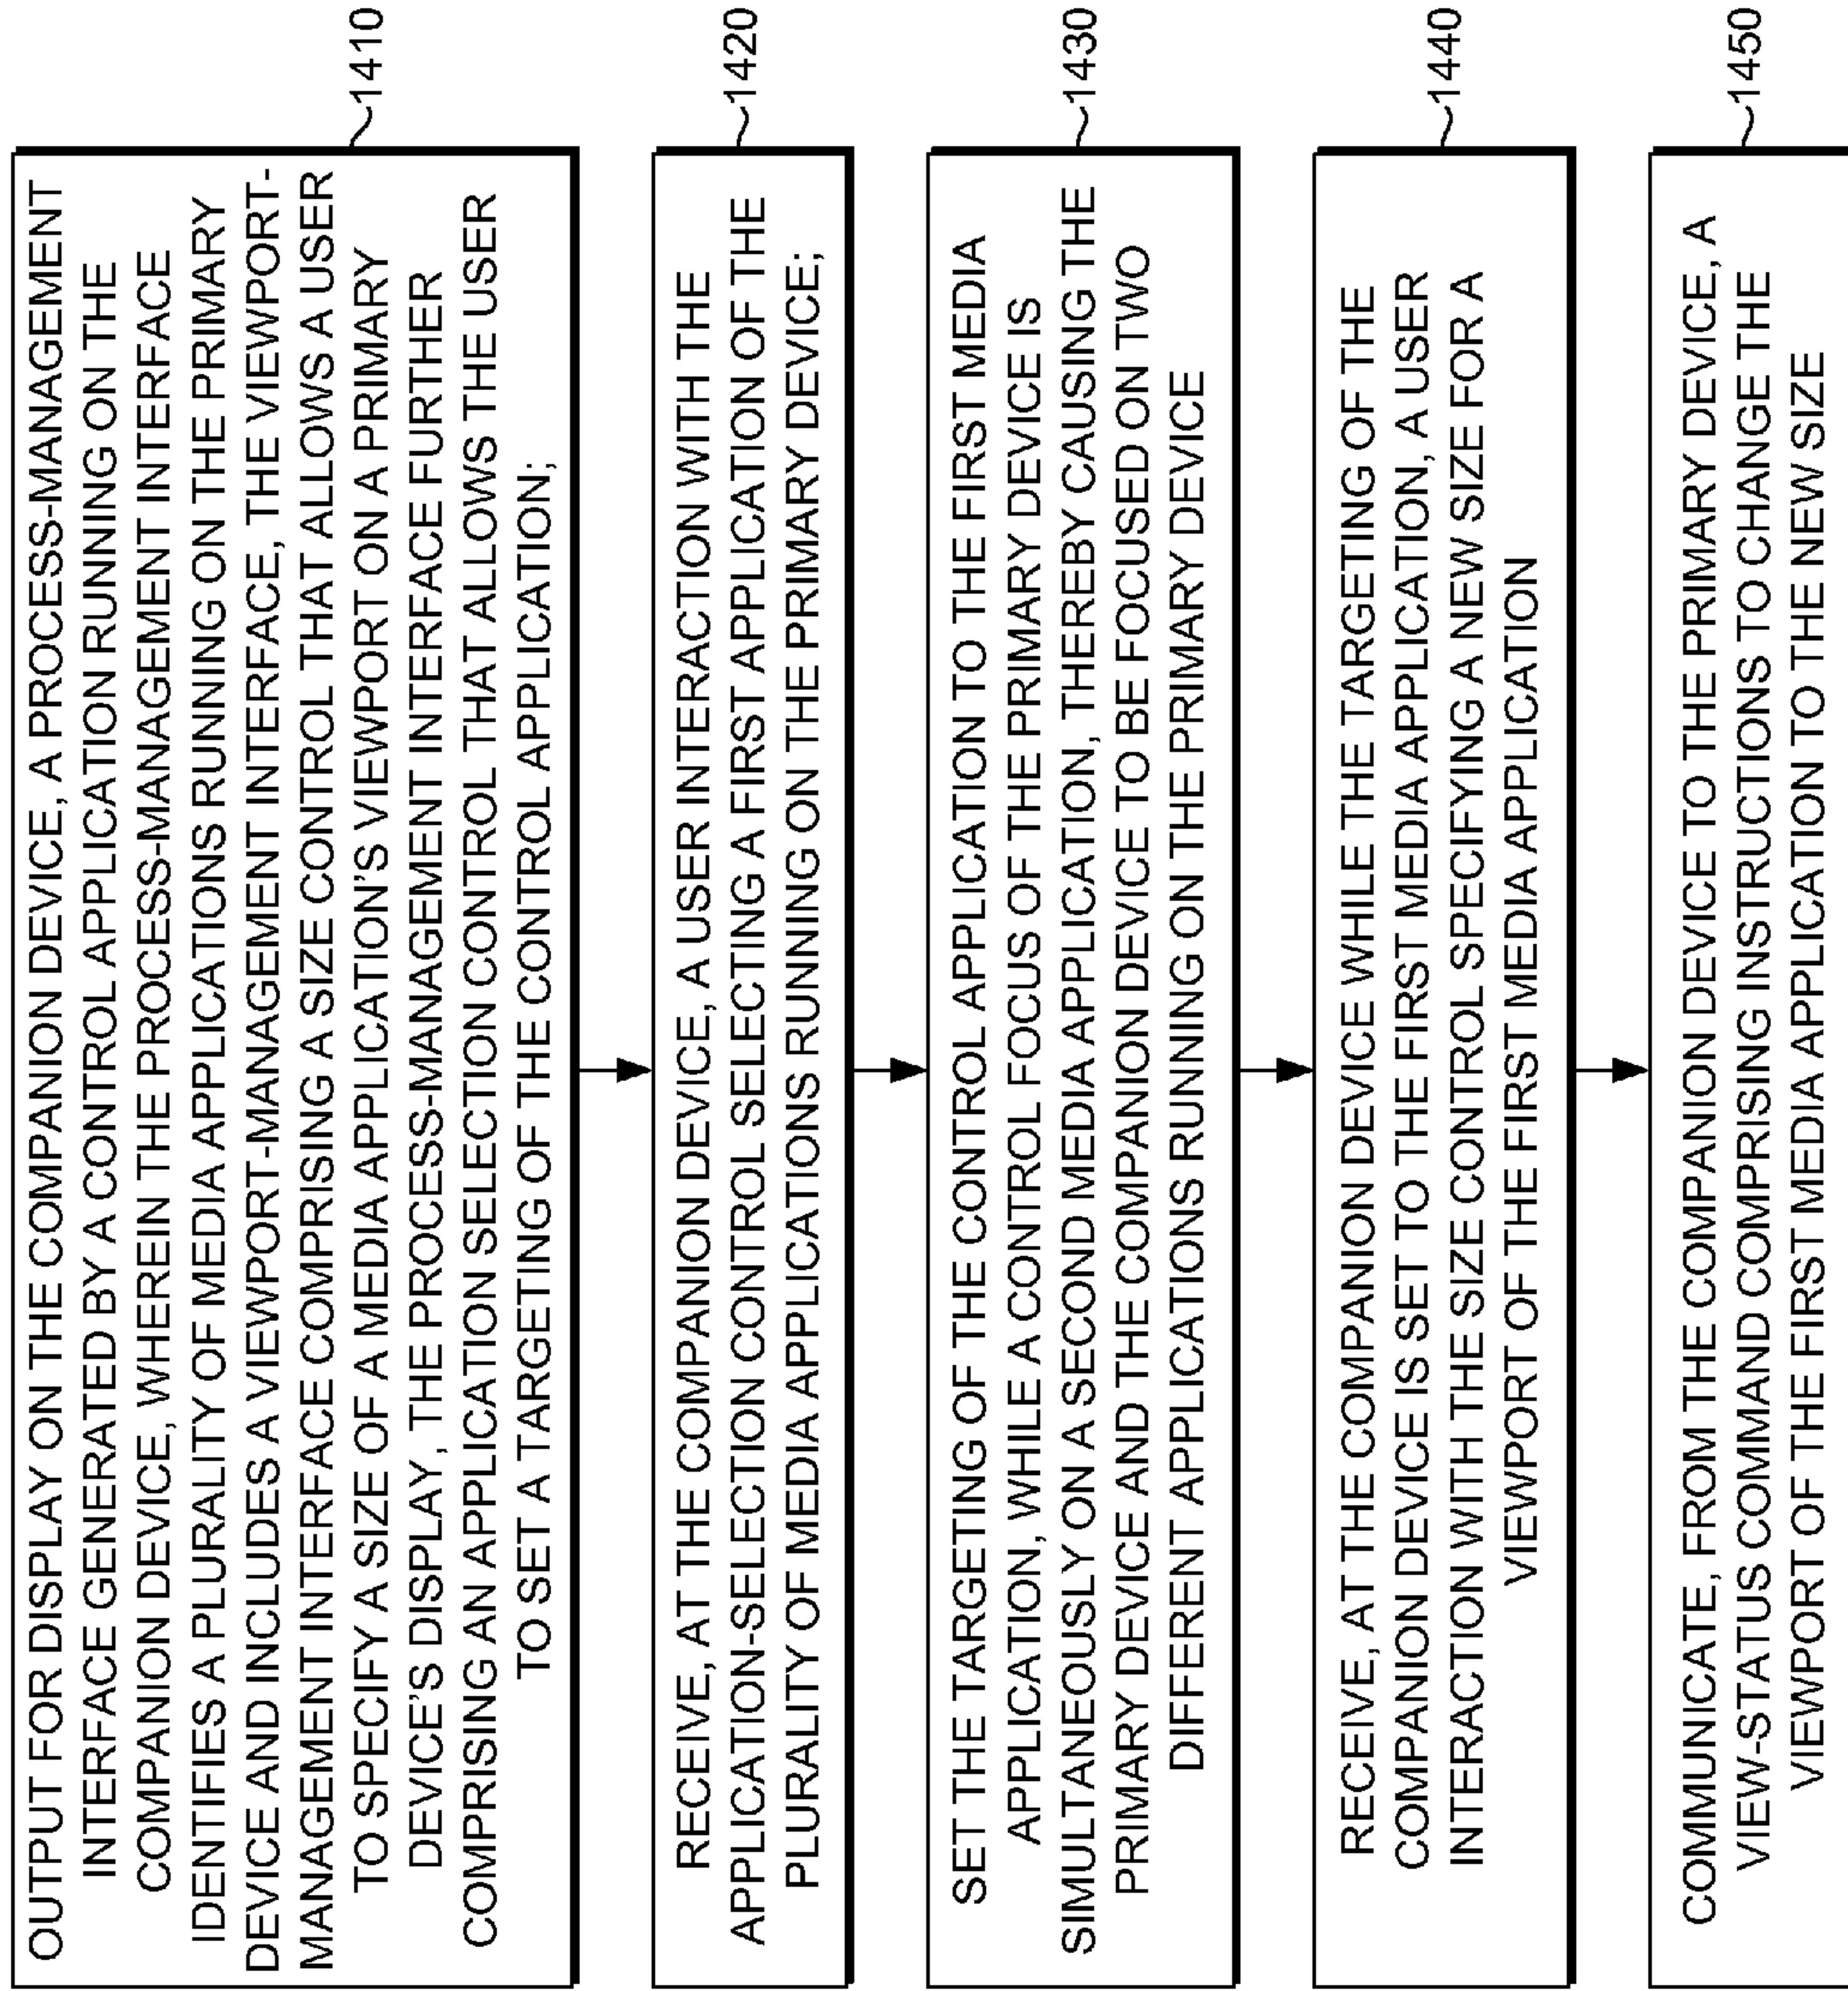 OUTPUT FOR DISPLAY ON THE COMPANION DEVICE, A PROCESS-MANAGEMENT
INTERFACE GENERATED BY A CONTROL APPLICATION RUNNING ON THE
COMPANION DEVICE, WHEREIN THE PROCESS-MANAGEMENT INTERFACE
IDENTIFIES A PLURALITY OF MEDIA APPLICATIONS RUNNING ON THE PRIMARY
DEVICE AND INCLUDES A VIEWPORT-MANAGEMENT INTERFACE, THE VIEWPORT-
MANAGEMENT INTERFACE COMPRISING A SIZE CONTROL THAT ALLOWS A USER
TO SPECIFY A SIZE OF A MEDIA APPLICATION'S VIEWPORT ON A PRIMARY
DEVICE'S DISPLAY, THE PROCESS-MANAGEMENT INTERFACE FURTHER
COMPRISING AN APPLICATION SELECTION CONTROL THAT ALLOWS THE USER
TO SET A TARGETING OF THE CONTROL APPLICATION;
1410
RECEIVE, AT THE COMPANION DEVICE, A USER INTERACTION WITH THE
APPLICATION-SELECTION CONTROL SELECTING A FIRST APPLICATION OF THE
PLURALITY OF MEDIA APPLICATIONS RUNNING ON THE PRIMARY DEVICE;
1420
SET THE TARGETING OF THE CONTROL APPLICATION TO THE FIRST MEDIA
APPLICATION, WHILE A CONTROL FOCUS OF THE PRIMARY DEVICE IS
SIMULTANEOUSLY ON A SECOND MEDIA APPLICATION, THEREBY CAUSING THE
PRIMARY DEVICE AND THE COMPANION DEVICE TO BE FOCUSED ON TWO
DIFFERENT APPLICATIONS RUNNING ON THE PRIMARY DEVICE
1430
RECEIVE, AT THE COMPANION DEVICE WHILE THE TARGETING OF THE
COMPANION DEVICE IS SET TO THE FIRST MEDIA APPLICATION, A USER
INTERACTION WITH THE SIZE CONTROL SPECIFYING A NEW SIZE FOR A
VIEWPORT OF THE FIRST MEDIA APPLICATION
1440
COMMUNICATE, FROM THE COMPANION DEVICE TO THE PRIMARY DEVICE, A
VIEW-STATUS COMMAND COMPRISING INSTRUCTIONS TO CHANGE THE
VIEWPORT OF THE FIRST MEDIA APPLICATION TO THE NEW SIZE
1450